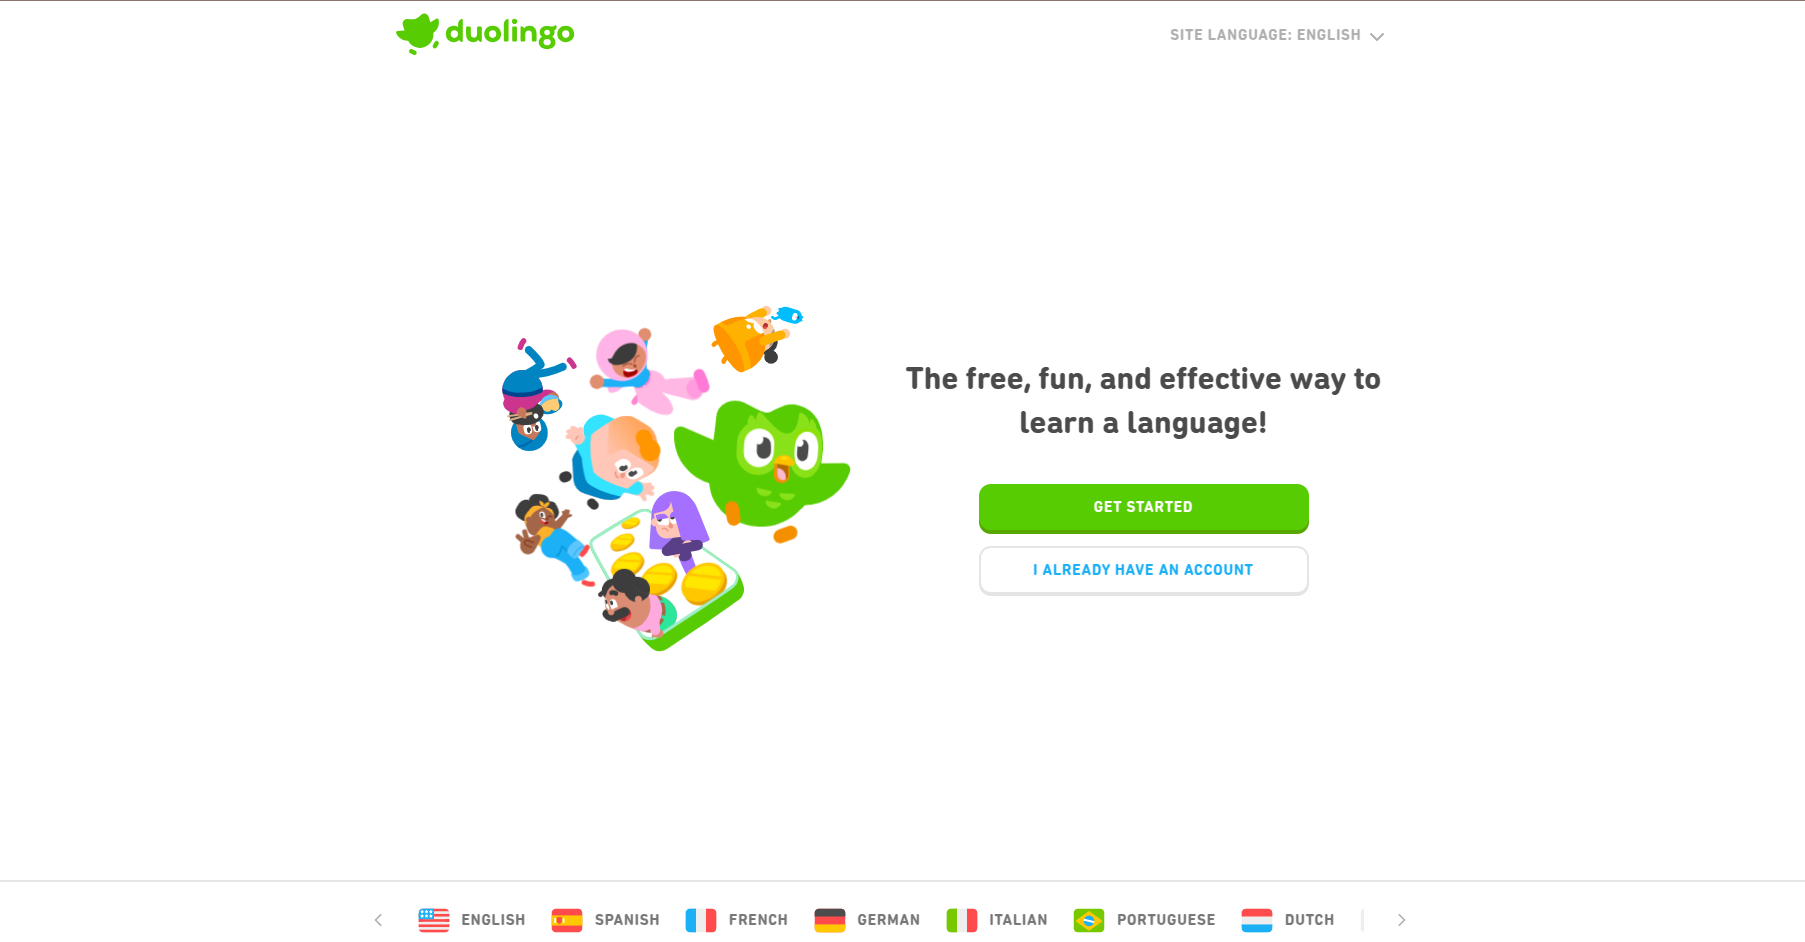 duolingo
SITE LANGUAGE: ENGLISH
The free, fun, and effective way to
learn a language!
GET STARTED
I ALREADY HAVE AN ACCOUNT
ENGLISH
SPANISH
FRENCH
GERMAN
ITALIAN
PORTUGUESE
DUTCH